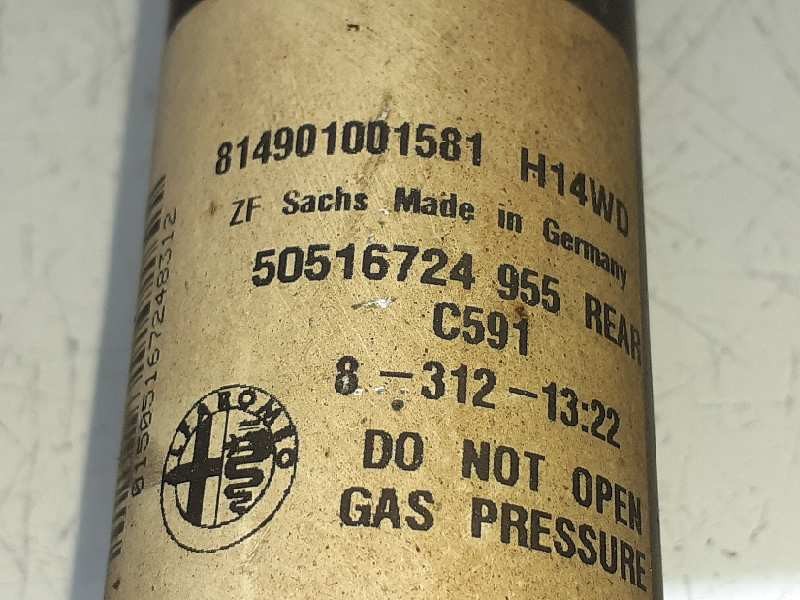 814901001581 H14WD
ZF Sachs Made in Germany
50516724 955 REAR
C591
8 - 312 - 13:22
DO NOT OPEN
GAS PRESSURE
ALFA ROMEO
01505167248312